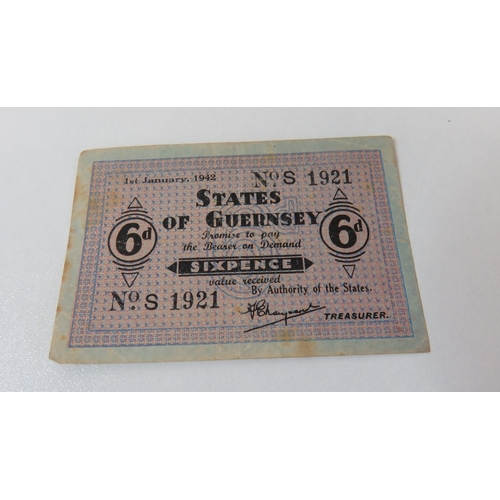 1st January, 1942 No. S 1921
STATES
OF GUERNSEY
Promise to pay
the Bearer on Demand
6d 6d
SIXPENCE
value received
By Authority of the States.
No. S 1921
TREASURER.